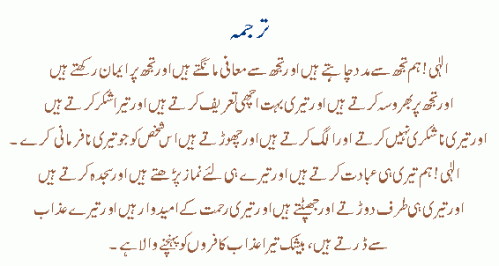 ترجمہ
الہٰی! ہم تجھ سے مدد چاہتے ہیں اور تجھ سے معافی مانگتے ہیں اور تجھ پر ایمان رکھتے ہیں
اور تجھ پر بھروسہ کرتے ہیں اور تیری بہت اچھی تعریف کرتے ہیں اور تیرا شکر کرتے ہیں
اور تیری ناشکری نہیں کرتے اور الگ کرتے ہیں اور چھوڑتے ہیں اس شخص کو جو تیری نافرمانی کرے ۔
الہٰی! ہم تیری ہی عبادت کرتے ہیں اور تیرے ہی لئے نماز پڑھتے ہیں اور سجدہ کرتے ہیں
اور تیری ہی طرف دوڑتے اور جھپٹتے ہیں اور تیری رحمت کے امیدوار ہیں اور تیرے عذاب
سے ڈرتے ہیں، بیشک تیرا عذاب کافروں کو پہنچنے والا ہے ۔